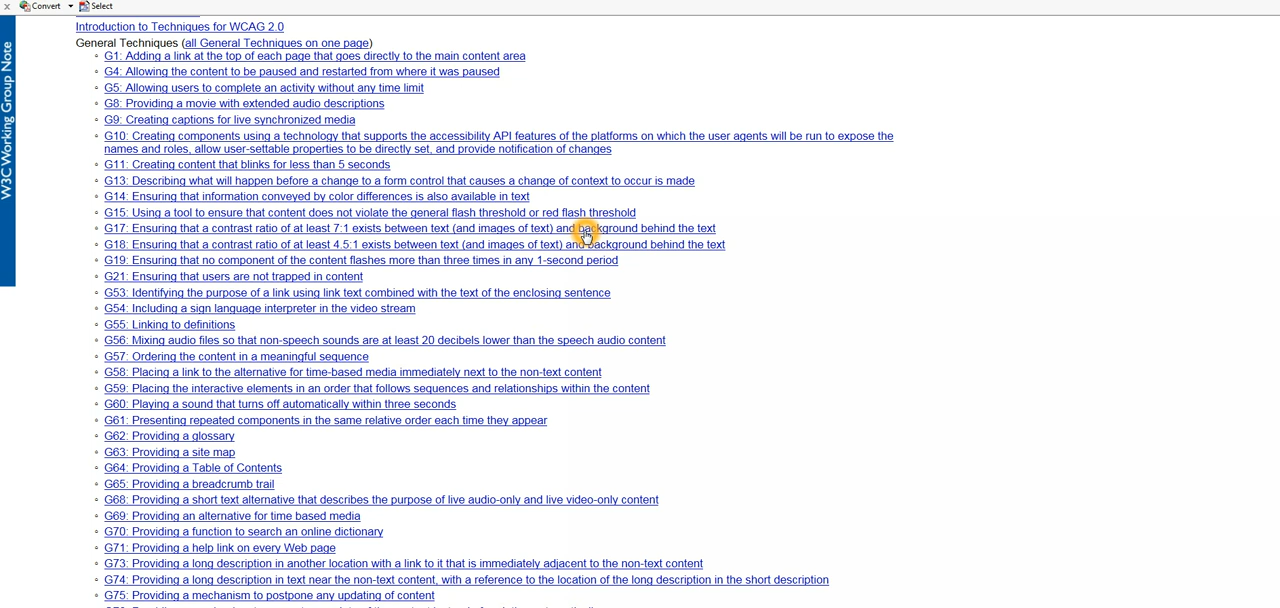 Convert
Select
W3C Working Group Note
Introduction to Techniques for WCAG 2.0
General Techniques (all General Techniques on one page)
G1: Adding a link at the top of each page that goes directly to the main content area
G4: Allowing the content to be paused and restarted from where it was paused
G5: Allowing users to complete an activity without any time limit
G8: Providing a movie with extended audio descriptions
G9: Creating captions for live synchronized media
G10: Creating components using a technology that supports the accessibility API features of the platforms on which the user agents will be run to expose the
names and roles, allow user-settable properties to be directly set, and provide notification of changes
G11: Creating content that blinks for less than 5 seconds
G13: Describing what will happen before a change to a form control that causes a change of context to occur is made
G14: Ensuring that information conveyed by color differences is also available in text
G15: Using a tool to ensure that content does not violate the general flash threshold or red flash threshold
G17: Ensuring that a contrast ratio of at least 7:1 exists between text (and images of text) and background behind the text
G18: Ensuring that a contrast ratio of at least 4.5:1 exists between text (and images of text) and background behind the text
G19: Ensuring that no component of the content flashes more than three times in any 1-second period
G21: Ensuring that users are not trapped in content
G53: Identifying the purpose of a link using link text combined with the text of the enclosing sentence
G54: Including a sign language interpreter in the video stream
G55: Linking to definitions
G56: Mixing audio files so that non-speech sounds are at least 20 decibels lower than the speech audio content
G57: Ordering the content in a meaningful sequence
G58: Placing a link to the alternative for time-based media immediately next to the non-text content
G59: Placing the interactive elements in an order that follows sequences and relationships within the content
G60: Playing a sound that turns off automatically within three seconds
G61: Presenting repeated components in the same relative order each time they appear
G62: Providing a glossary
G63: Providing a site map
G64: Providing a Table of Contents
G65: Providing a breadcrumb trail
G68: Providing a short text alternative that describes the purpose of live audio-only and live video-only content
G69: Providing an alternative for time based media
G70: Providing a function to search an online dictionary
G71: Providing a help link on every Web page
G73: Providing a long description in another location with a link to it that is immediately adjacent to the non-text content
G74: Providing a long description in text near the non-text content, with a reference to the location of the long description in the short description
G75: Providing a mechanism to postpone any updating of content